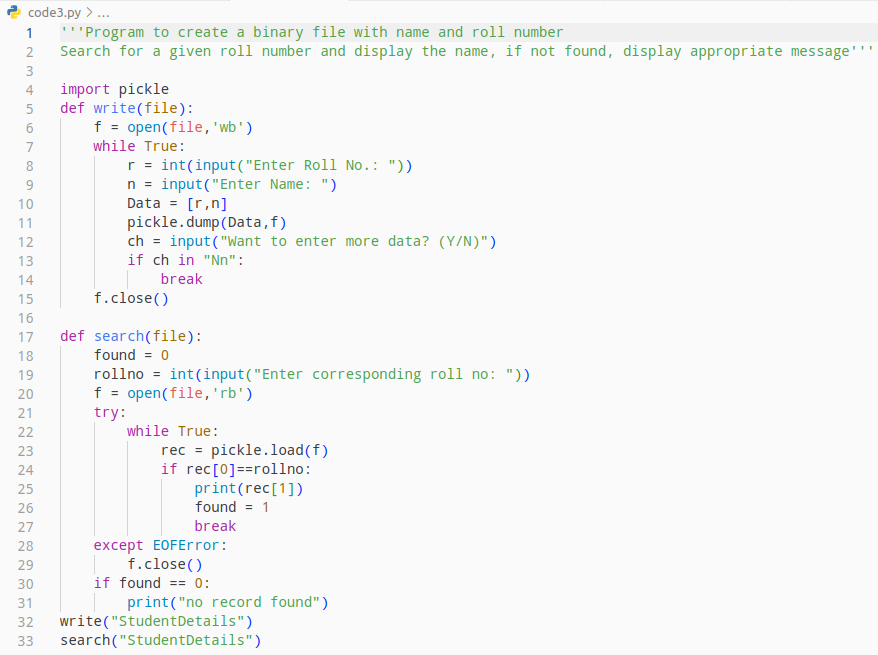 code3.py > ...
1 '''Program to create a binary file with name and roll number
2 Search for a given roll number and display the name, if not found, display appropriate message'''
3
4 import pickle
5 def write(file):
6     f = open(file,'wb')
7     while True:
8         r = int(input("Enter Roll No.: "))
9         n = input("Enter Name: ")
10         Data = [r,n]
11         pickle.dump(Data,f)
12         ch = input("Want to enter more data? (Y/N)")
13         if ch in "Nn":
14             break
15     f.close()
16
17 def search(file):
18     found = 0
19     rollno = int(input("Enter corresponding roll no: "))
20     f = open(file,'rb')
21     try:
22         while True:
23             rec = pickle.load(f)
24             if rec[0]==rollno:
25                 print(rec[1])
26                 found = 1
27                 break
28     except EOFError:
29         f.close()
30     if found == 0:
31         print("no record found")
32 write("StudentDetails")
33 search("StudentDetails")